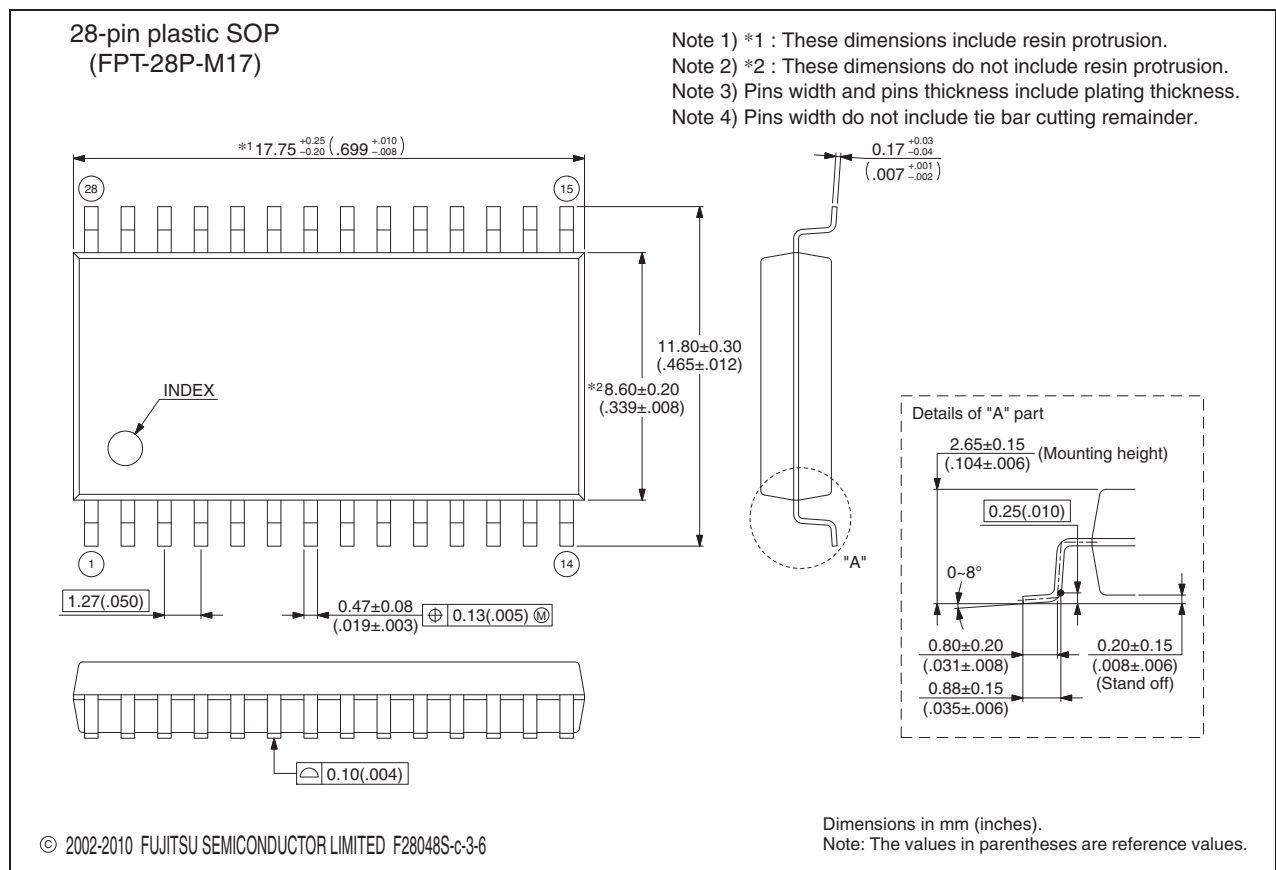 28-pin plastic SOP
(FPT-28P-M17)
Note 1) *1 : These dimensions include resin protrusion.
Note 2) *2 : These dimensions do not include resin protrusion.
Note 3) Pins width and pins thickness include plating thickness.
Note 4) Pins width do not include tie bar cutting remainder.
*1 17.75 +0.25 −0.20 (.699 +.010 −.008)
0.17 +0.03 −0.04
(.007 +.001 −.002)
28
15
11.80±0.30
(.465±.012)
*2 8.60±0.20
(.339±.008)
INDEX
Details of "A" part
2.65±0.15
(.104±.006)
(Mounting height)
0.25(.010)
0~8°
0.80±0.20
(.031±.008)
0.88±0.15
(.035±.006)
0.20±0.15
(.008±.006)
(Stand off)
1
14
"A"
1.27(.050)
0.47±0.08
(.019±.003)
⌖ 0.13(.005) Ⓜ
⌓ 0.10(.004)
© 2002-2010 FUJITSU SEMICONDUCTOR LIMITED F28048S-c-3-6
Dimensions in mm (inches).
Note: The values in parentheses are reference values.